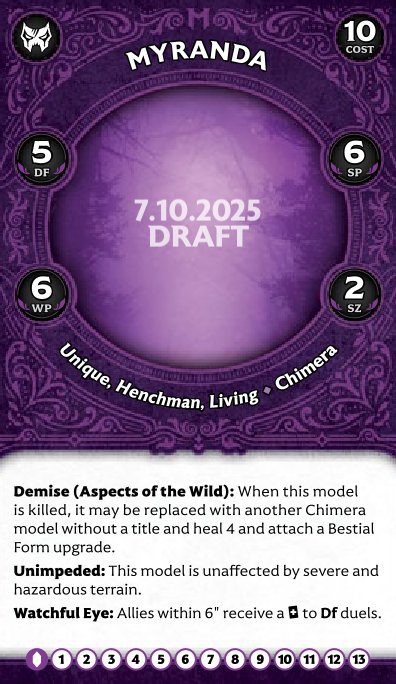 MYRANDA
10
COST
5
DF
6
SP
7.10.2025
DRAFT
6
WP
2
SZ
Unique, Henchman, Living ⬥ Chimera
Demise (Aspects of the Wild): When this model
is killed, it may be replaced with another Chimera
model without a title and heal 4 and attach a Bestial
Form upgrade.
Unimpeded: This model is unaffected by severe and
hazardous terrain.
Watchful Eye: Allies within 6" receive a to Df duels.
1 2 3 4 5 6 7 8 9 10 11 12 13